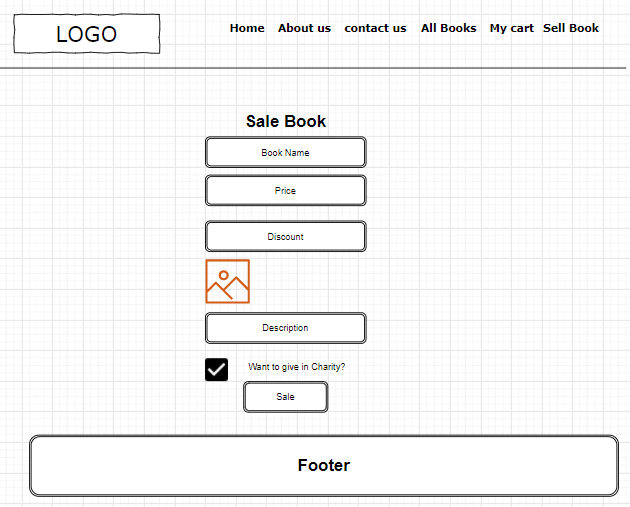 LOGO
Home About us contact us All Books My cart Sell Book
Sale Book
Book Name
Price
Discount
Description
Want to give in Charity?
Sale
Footer